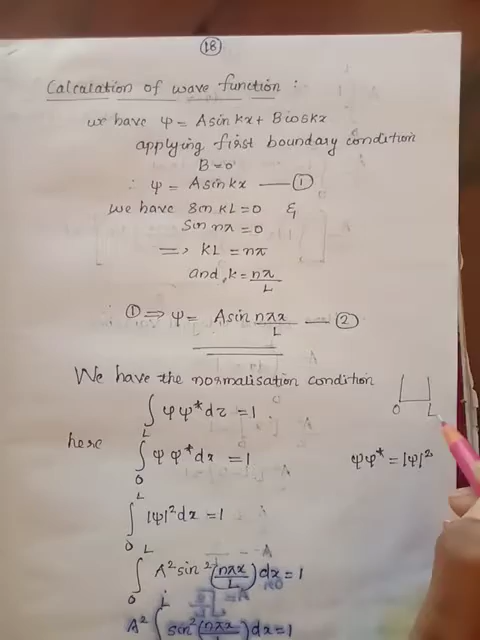 18
Calculation of wave function :
we have ψ = A sin kx + B cos kx
applying first boundary condition
B = 0
∴ ψ = A sin kx —— ①
we have Sin KL = 0 &
Sin nπ = 0
⟹ KL = nπ
and, k = nπ/L
∴ ① ⟹ ψ = A sin nπx/L —— ②
We have the normalisation condition
∫ ψ ψ* dτ = 1
here ∫₀ᴸ ψ ψ* dx = 1
0 L
ψψ* = |ψ|²
∫₀ᴸ |ψ|² dx = 1
∫₀ᴸ A² sin² (nπx/L) dx = 1
A² ∫ᴸ sin² (nπx/L) dx = 1